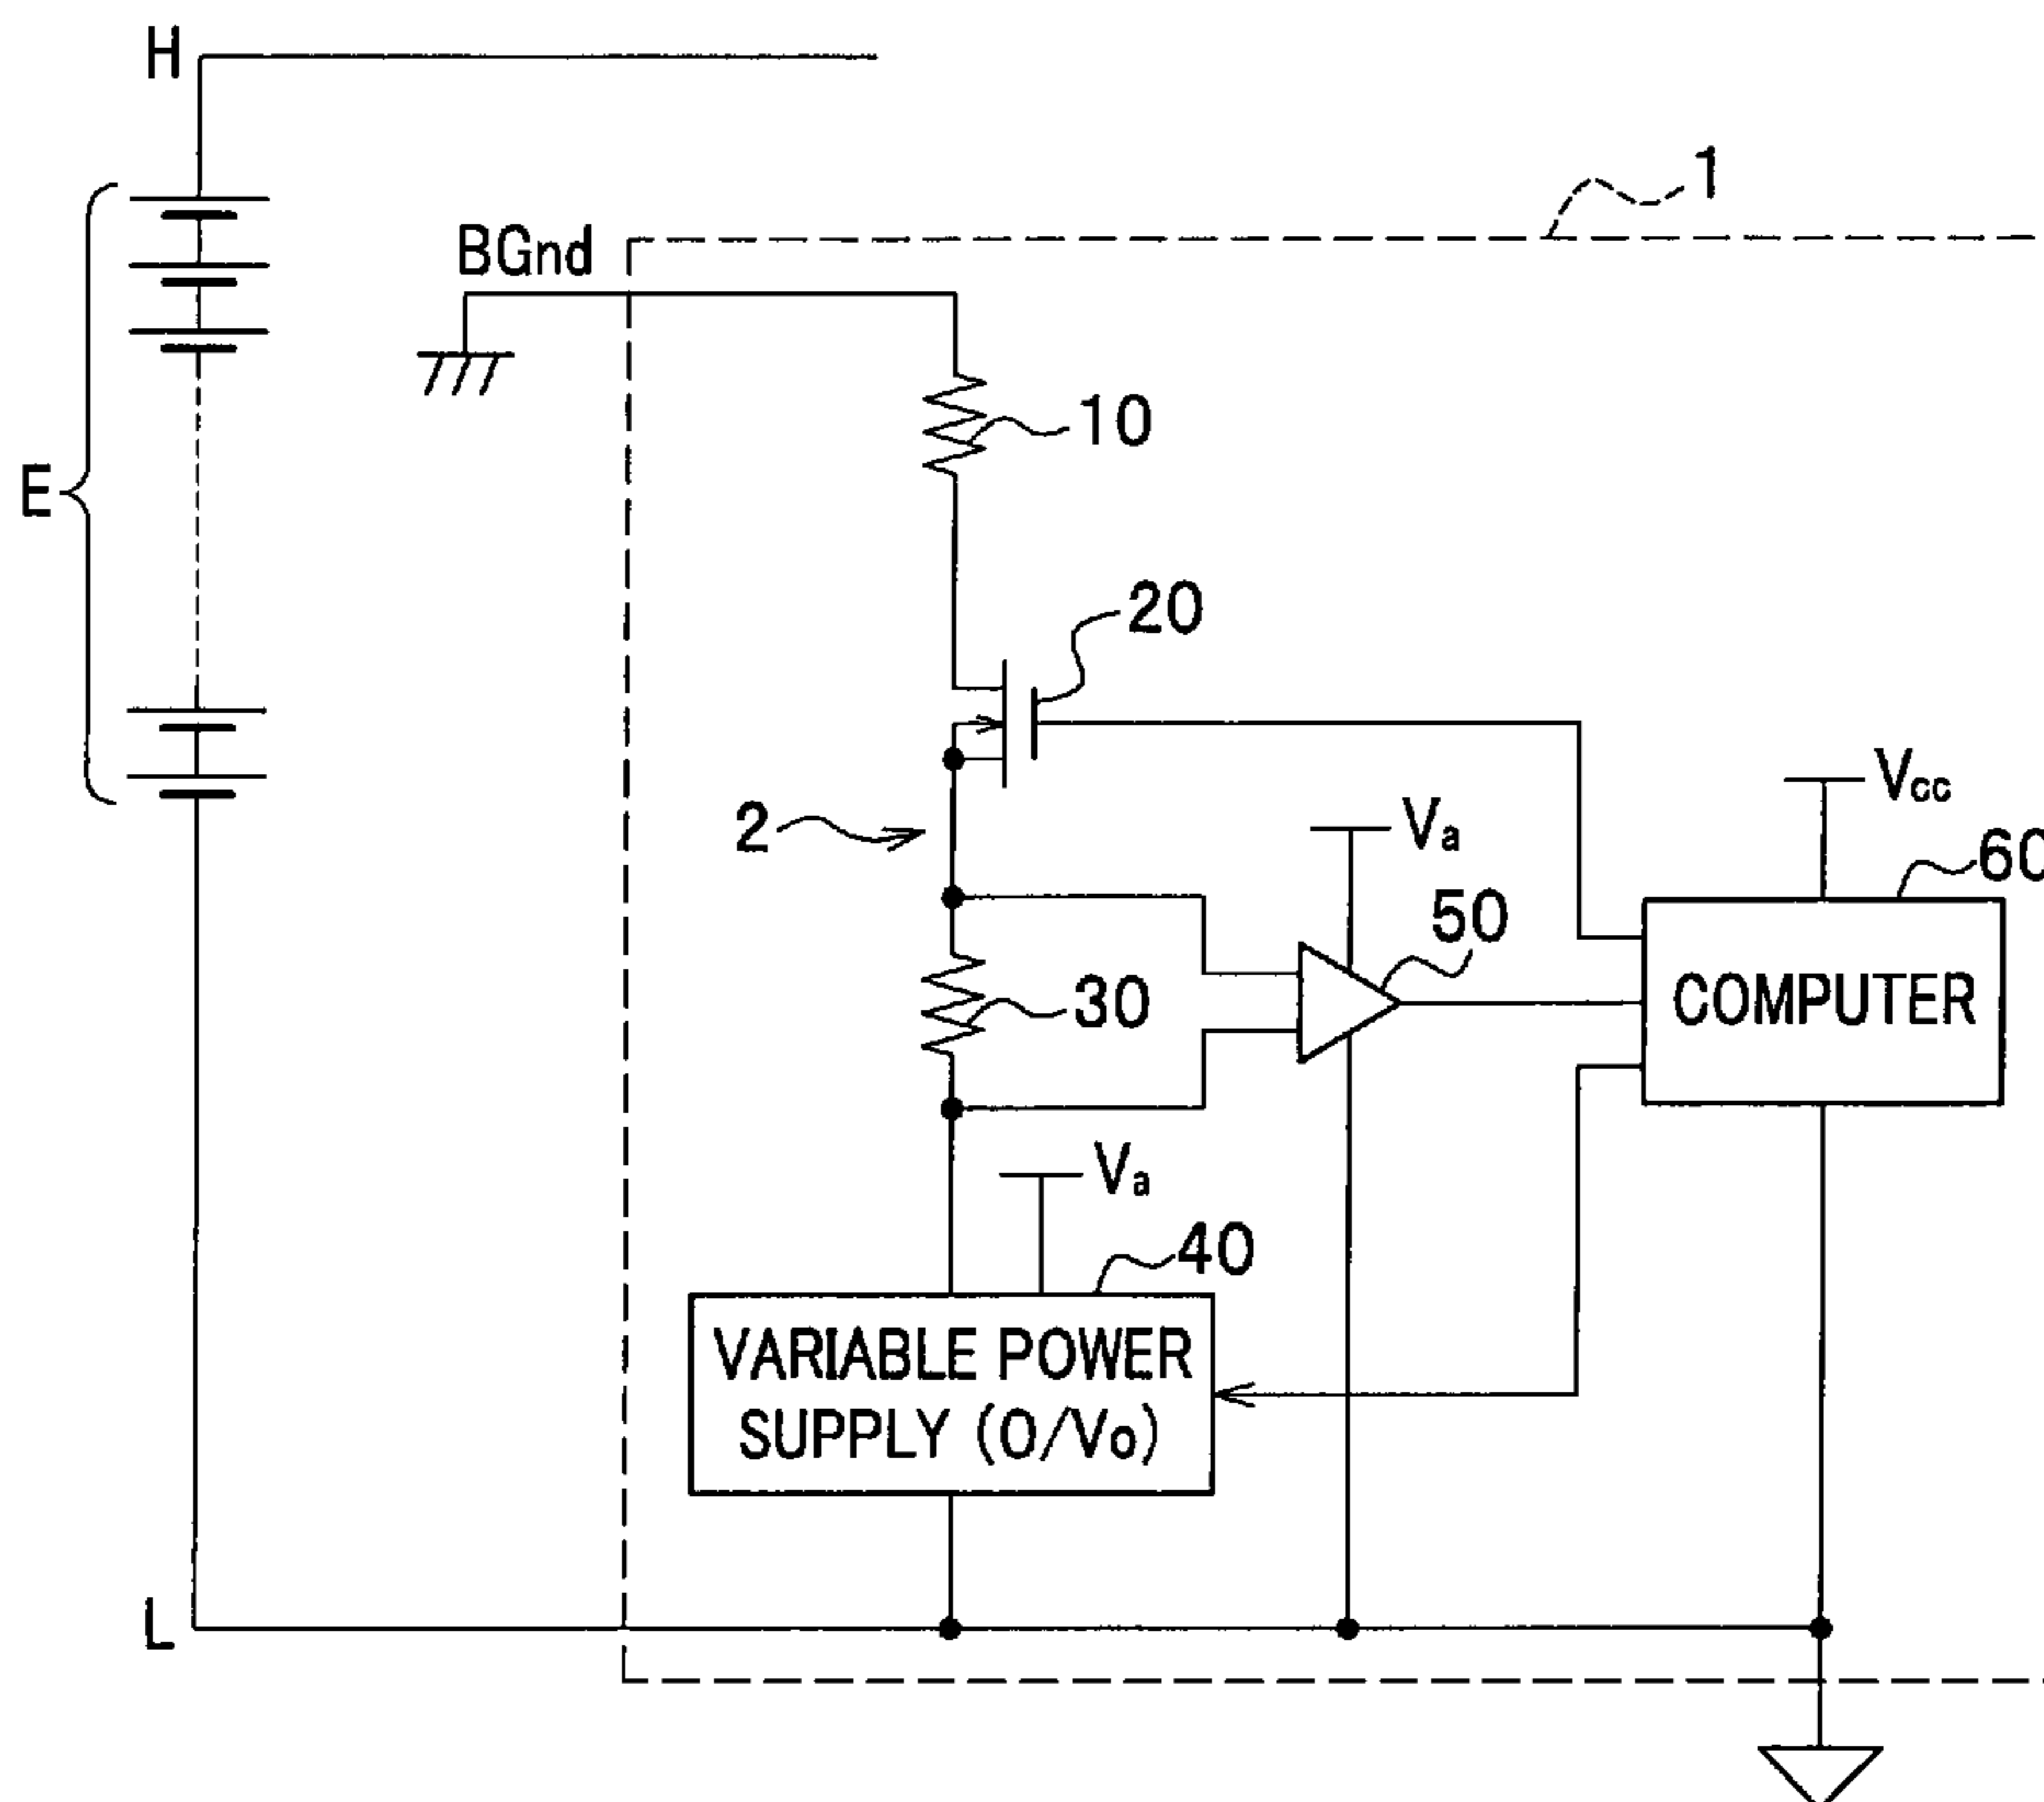 H
1
BGnd
10
E
20
Vcc
2
Va
60
50
COMPUTER
30
Va
40
VARIABLE POWER
SUPPLY (0/Vo)
L